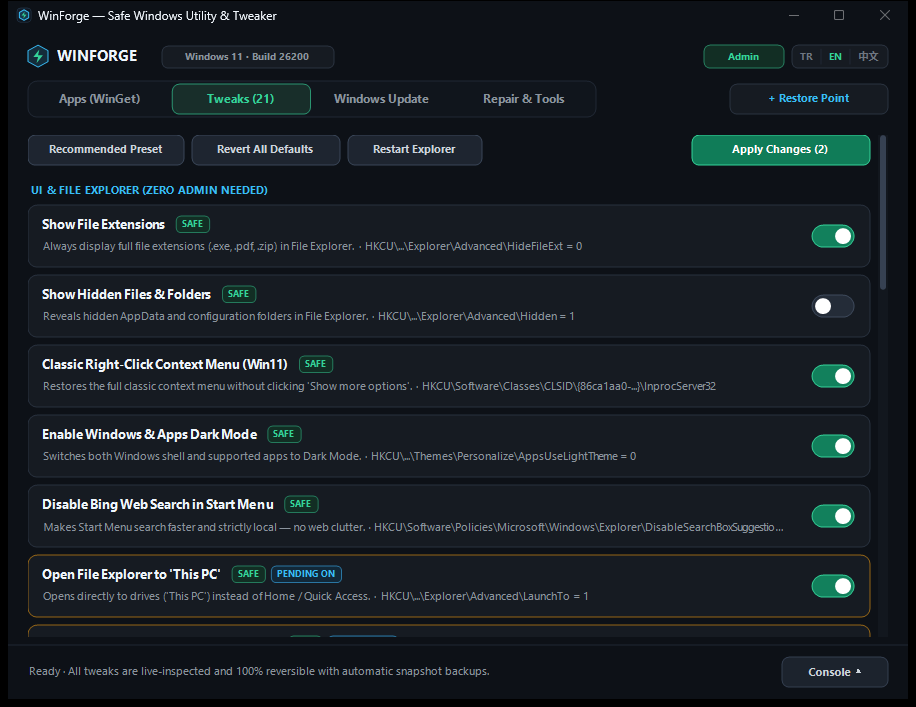 WinForge — Safe Windows Utility & Tweaker
WINFORGE
Windows 11 · Build 26200
Admin
TR EN 中文
Apps (WinGet) Tweaks (21) Windows Update Repair & Tools
+ Restore Point
Recommended Preset Revert All Defaults Restart Explorer
Apply Changes (2)
UI & FILE EXPLORER (ZERO ADMIN NEEDED)
Show File Extensions SAFE
Always display full file extensions (.exe, .pdf, .zip) in File Explorer. · HKCU\...\Explorer\Advanced\HideFileExt = 0
Show Hidden Files & Folders SAFE
Reveals hidden AppData and configuration folders in File Explorer. · HKCU\...\Explorer\Advanced\Hidden = 1
Classic Right-Click Context Menu (Win11) SAFE
Restores the full classic context menu without clicking 'Show more options'. · HKCU\Software\Classes\CLSID\{86ca1aa0-...}\InprocServer32
Enable Windows & Apps Dark Mode SAFE
Switches both Windows shell and supported apps to Dark Mode. · HKCU\...\Themes\Personalize\AppsUseLightTheme = 0
Disable Bing Web Search in Start Menu SAFE
Makes Start Menu search faster and strictly local — no web clutter. · HKCU\Software\Policies\Microsoft\Windows\Explorer\DisableSearchBoxSuggestio...
Open File Explorer to 'This PC' SAFE PENDING ON
Opens directly to drives ('This PC') instead of Home / Quick Access. · HKCU\...\Explorer\Advanced\LaunchTo = 1
Ready · All tweaks are live-inspected and 100% reversible with automatic snapshot backups.
Console